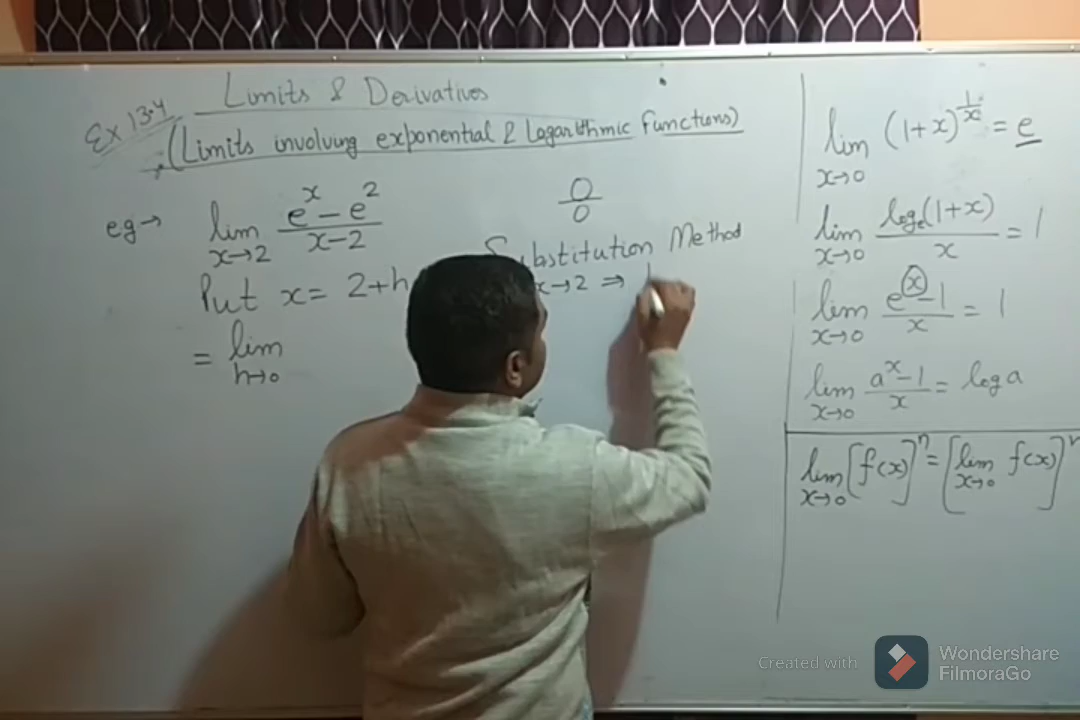 Ex 13.4
Limits & Derivatives
(Limits involving exponential & Logarithmic Functions)
eg→ lim x→2 (e^x - e^2)/(x-2)
0/0
Substitution Method
Put x = 2+h
x→2 ⇒
= lim h→0
lim x→0 (1+x)^(1/x) = e
lim x→0 log_e(1+x)/x = 1
lim x→0 (e^x - 1)/x = 1
lim x→0 (a^x - 1)/x = log a
lim x→0 [f(x)]^n = [lim x→0 f(x)]^n
Created with
Wondershare
FilmoraGo